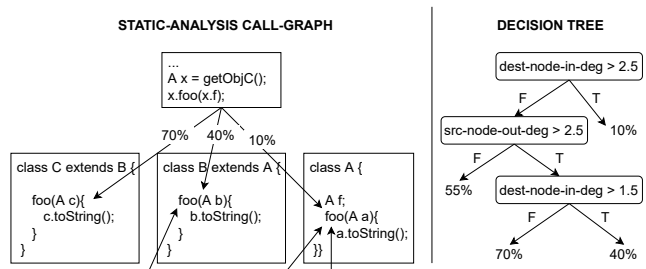 STATIC-ANALYSIS CALL-GRAPH
...
A x = getObjC();
x.foo(x.f);
70%
40%
10%
class C extends B {
foo(A c){
c.toString();
}
}
class B extends A {
foo(A b){
b.toString();
}
}
class A {
A f;
foo(A a){
a.toString();
}}
DECISION TREE
dest-node-in-deg > 2.5
F
T
src-node-out-deg > 2.5
10%
F
T
55%
dest-node-in-deg > 1.5
F
T
70%
40%